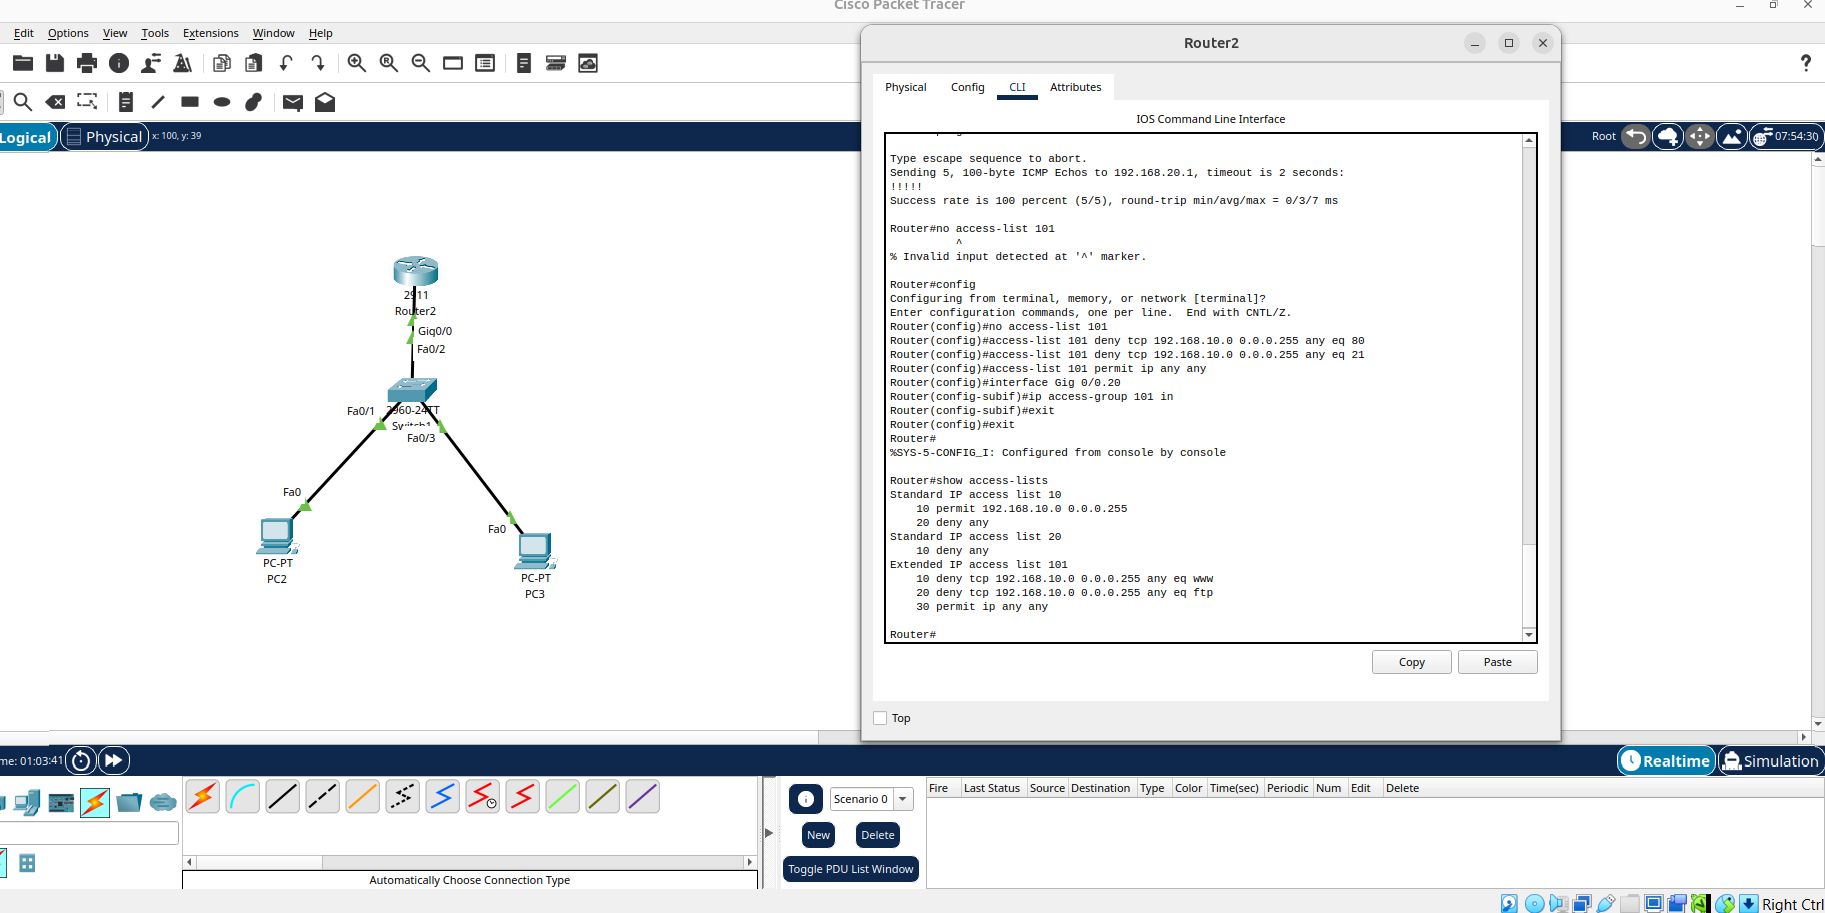 Cisco Packet Tracer
Edit Options View Tools Extensions Window Help
Logical Physical x: 100, y: 39
Root 07:54:30
2911
Router2
Gig0/0
Fa0/2
Fa0/1
2960-24TT
Switch1
Fa0/3
Fa0
PC-PT
PC2
Fa0
PC-PT
PC3
Router2
Physical Config CLI Attributes
IOS Command Line Interface
Type escape sequence to abort.
Sending 5, 100-byte ICMP Echos to 192.168.20.1, timeout is 2 seconds:
!!!!!
Success rate is 100 percent (5/5), round-trip min/avg/max = 0/3/7 ms
Router#no access-list 101
^
% Invalid input detected at '^' marker.
Router#config
Configuring from terminal, memory, or network [terminal]?
Enter configuration commands, one per line.  End with CNTL/Z.
Router(config)#no access-list 101
Router(config)#access-list 101 deny tcp 192.168.10.0 0.0.0.255 any eq 80
Router(config)#access-list 101 deny tcp 192.168.10.0 0.0.0.255 any eq 21
Router(config)#access-list 101 permit ip any any
Router(config)#interface Gig 0/0.20
Router(config-subif)#ip access-group 101 in
Router(config-subif)#exit
Router(config)#exit
Router#
%SYS-5-CONFIG_I: Configured from console by console
Router#show access-lists
Standard IP access list 10
10 permit 192.168.10.0 0.0.0.255
20 deny any
Standard IP access list 20
10 deny any
Extended IP access list 101
10 deny tcp 192.168.10.0 0.0.0.255 any eq www
20 deny tcp 192.168.10.0 0.0.0.255 any eq ftp
30 permit ip any any
Router#
Copy Paste
Top
me: 01:03:41
Realtime Simulation
Scenario 0
New Delete
Toggle PDU List Window
Fire Last Status Source Destination Type Color Time(sec) Periodic Num Edit Delete
Automatically Choose Connection Type
Right Ctrl